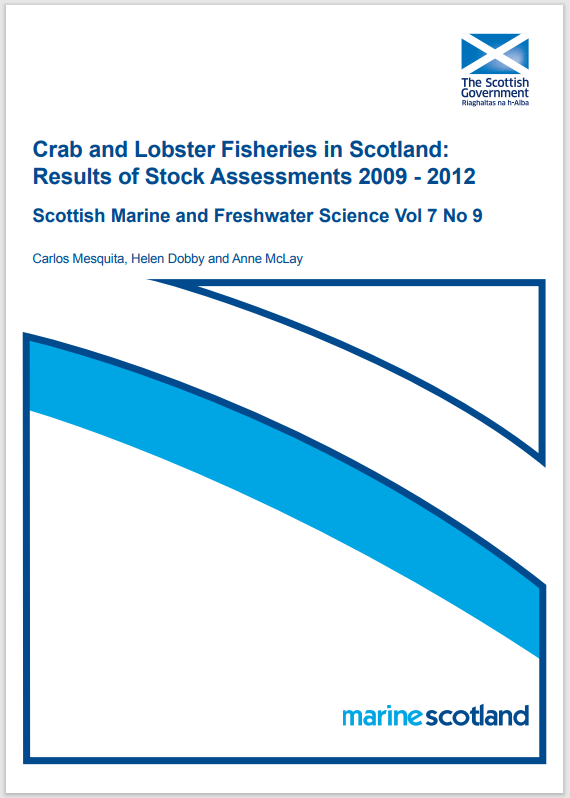 The Scottish
Government
Riaghaltas na h-Alba
Crab and Lobster Fisheries in Scotland:
Results of Stock Assessments 2009 - 2012
Scottish Marine and Freshwater Science Vol 7 No 9
Carlos Mesquita, Helen Dobby and Anne McLay
marinescotland